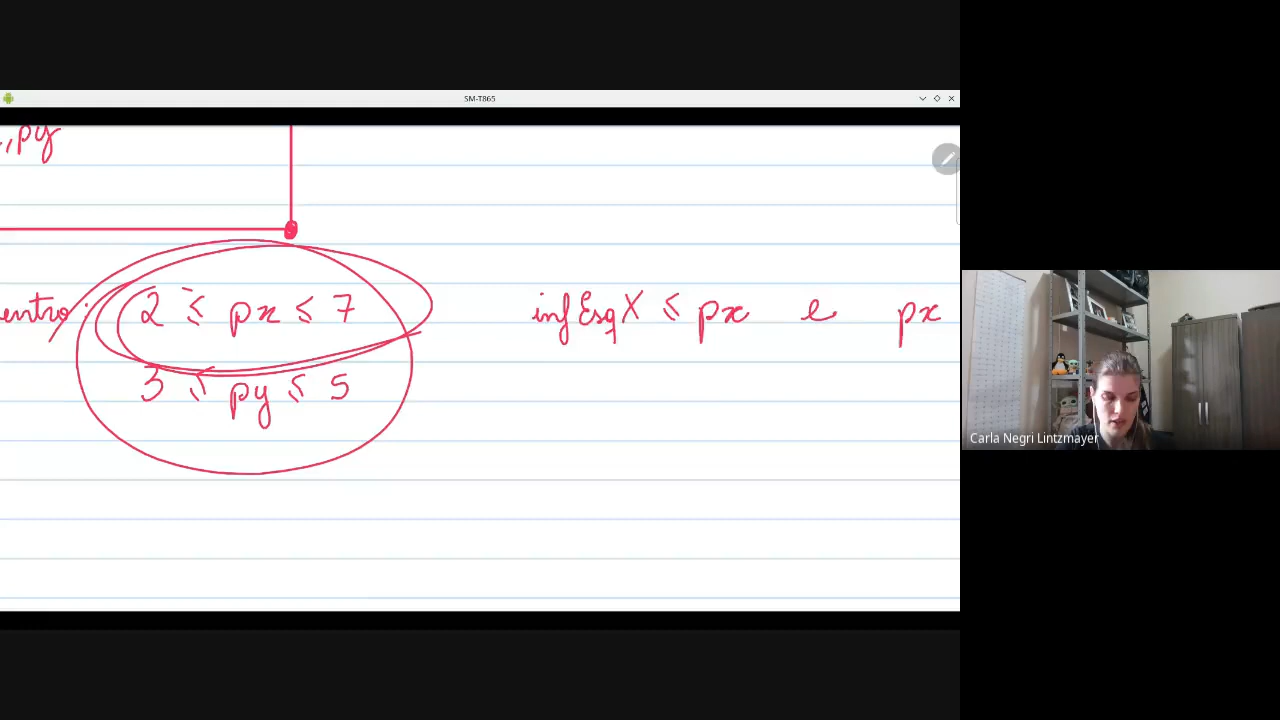 SM-T865
,py
entro: 2 ≤ px ≤ 7 infEsqX ≤ px e px
3 ≤ py ≤ 5
Carla Negri Lintzmayer